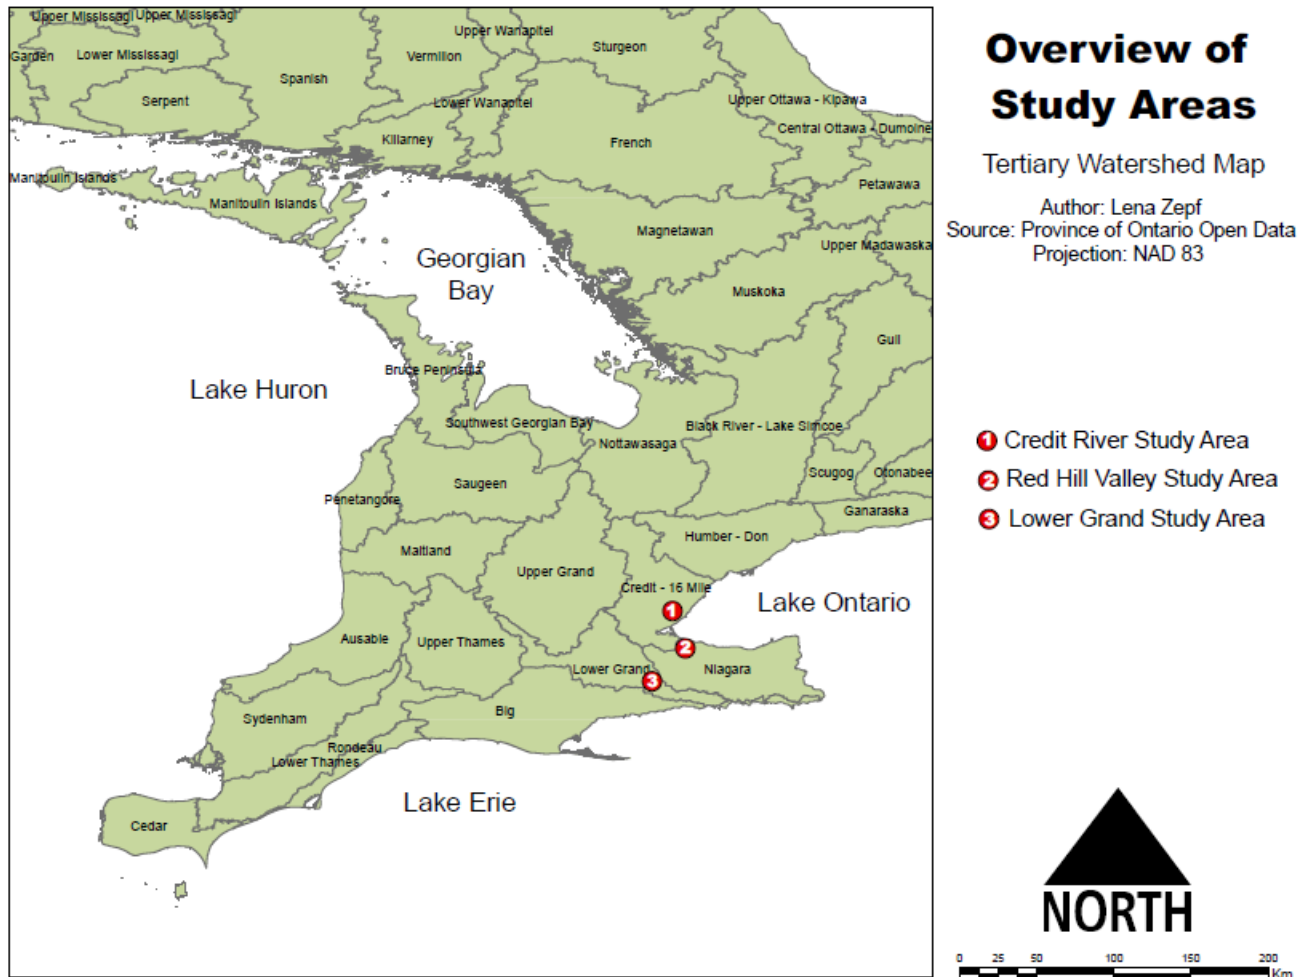 Overview of
Study Areas
Tertiary Watershed Map
Author: Lena Zepf
Source: Province of Ontario Open Data
Projection: NAD 83
Upper Mississagi
Upper Mississagi
Garden
Lower Mississagi
Serpent
Spanish
Vermilion
Upper Wanapitei
Sturgeon
Lower Wanapitei
Killarney
French
Upper Ottawa - Kipawa
Central Ottawa - Dumoine
Petawawa
Manitoulin Islands
Manitoulin Islands
Magnetawan
Upper Madawaska
Georgian
Bay
Muskoka
Gull
Bruce Peninsula
Lake Huron
Southwest Georgian Bay
Nottawasaga
Black River - Lake Simcoe
Scugog
Otonabee
Saugeen
Penetangore
Ganaraska
Maitland
Humber - Don
Upper Grand
Credit - 16 Mile
1
Lake Ontario
Ausable
Upper Thames
2
Lower Grand
3
Niagara
Sydenham
Big
Rondeau
Lower Thames
Lake Erie
Cedar
1 Credit River Study Area
2 Red Hill Valley Study Area
3 Lower Grand Study Area
NORTH
0 25 50 100 150 200
Km